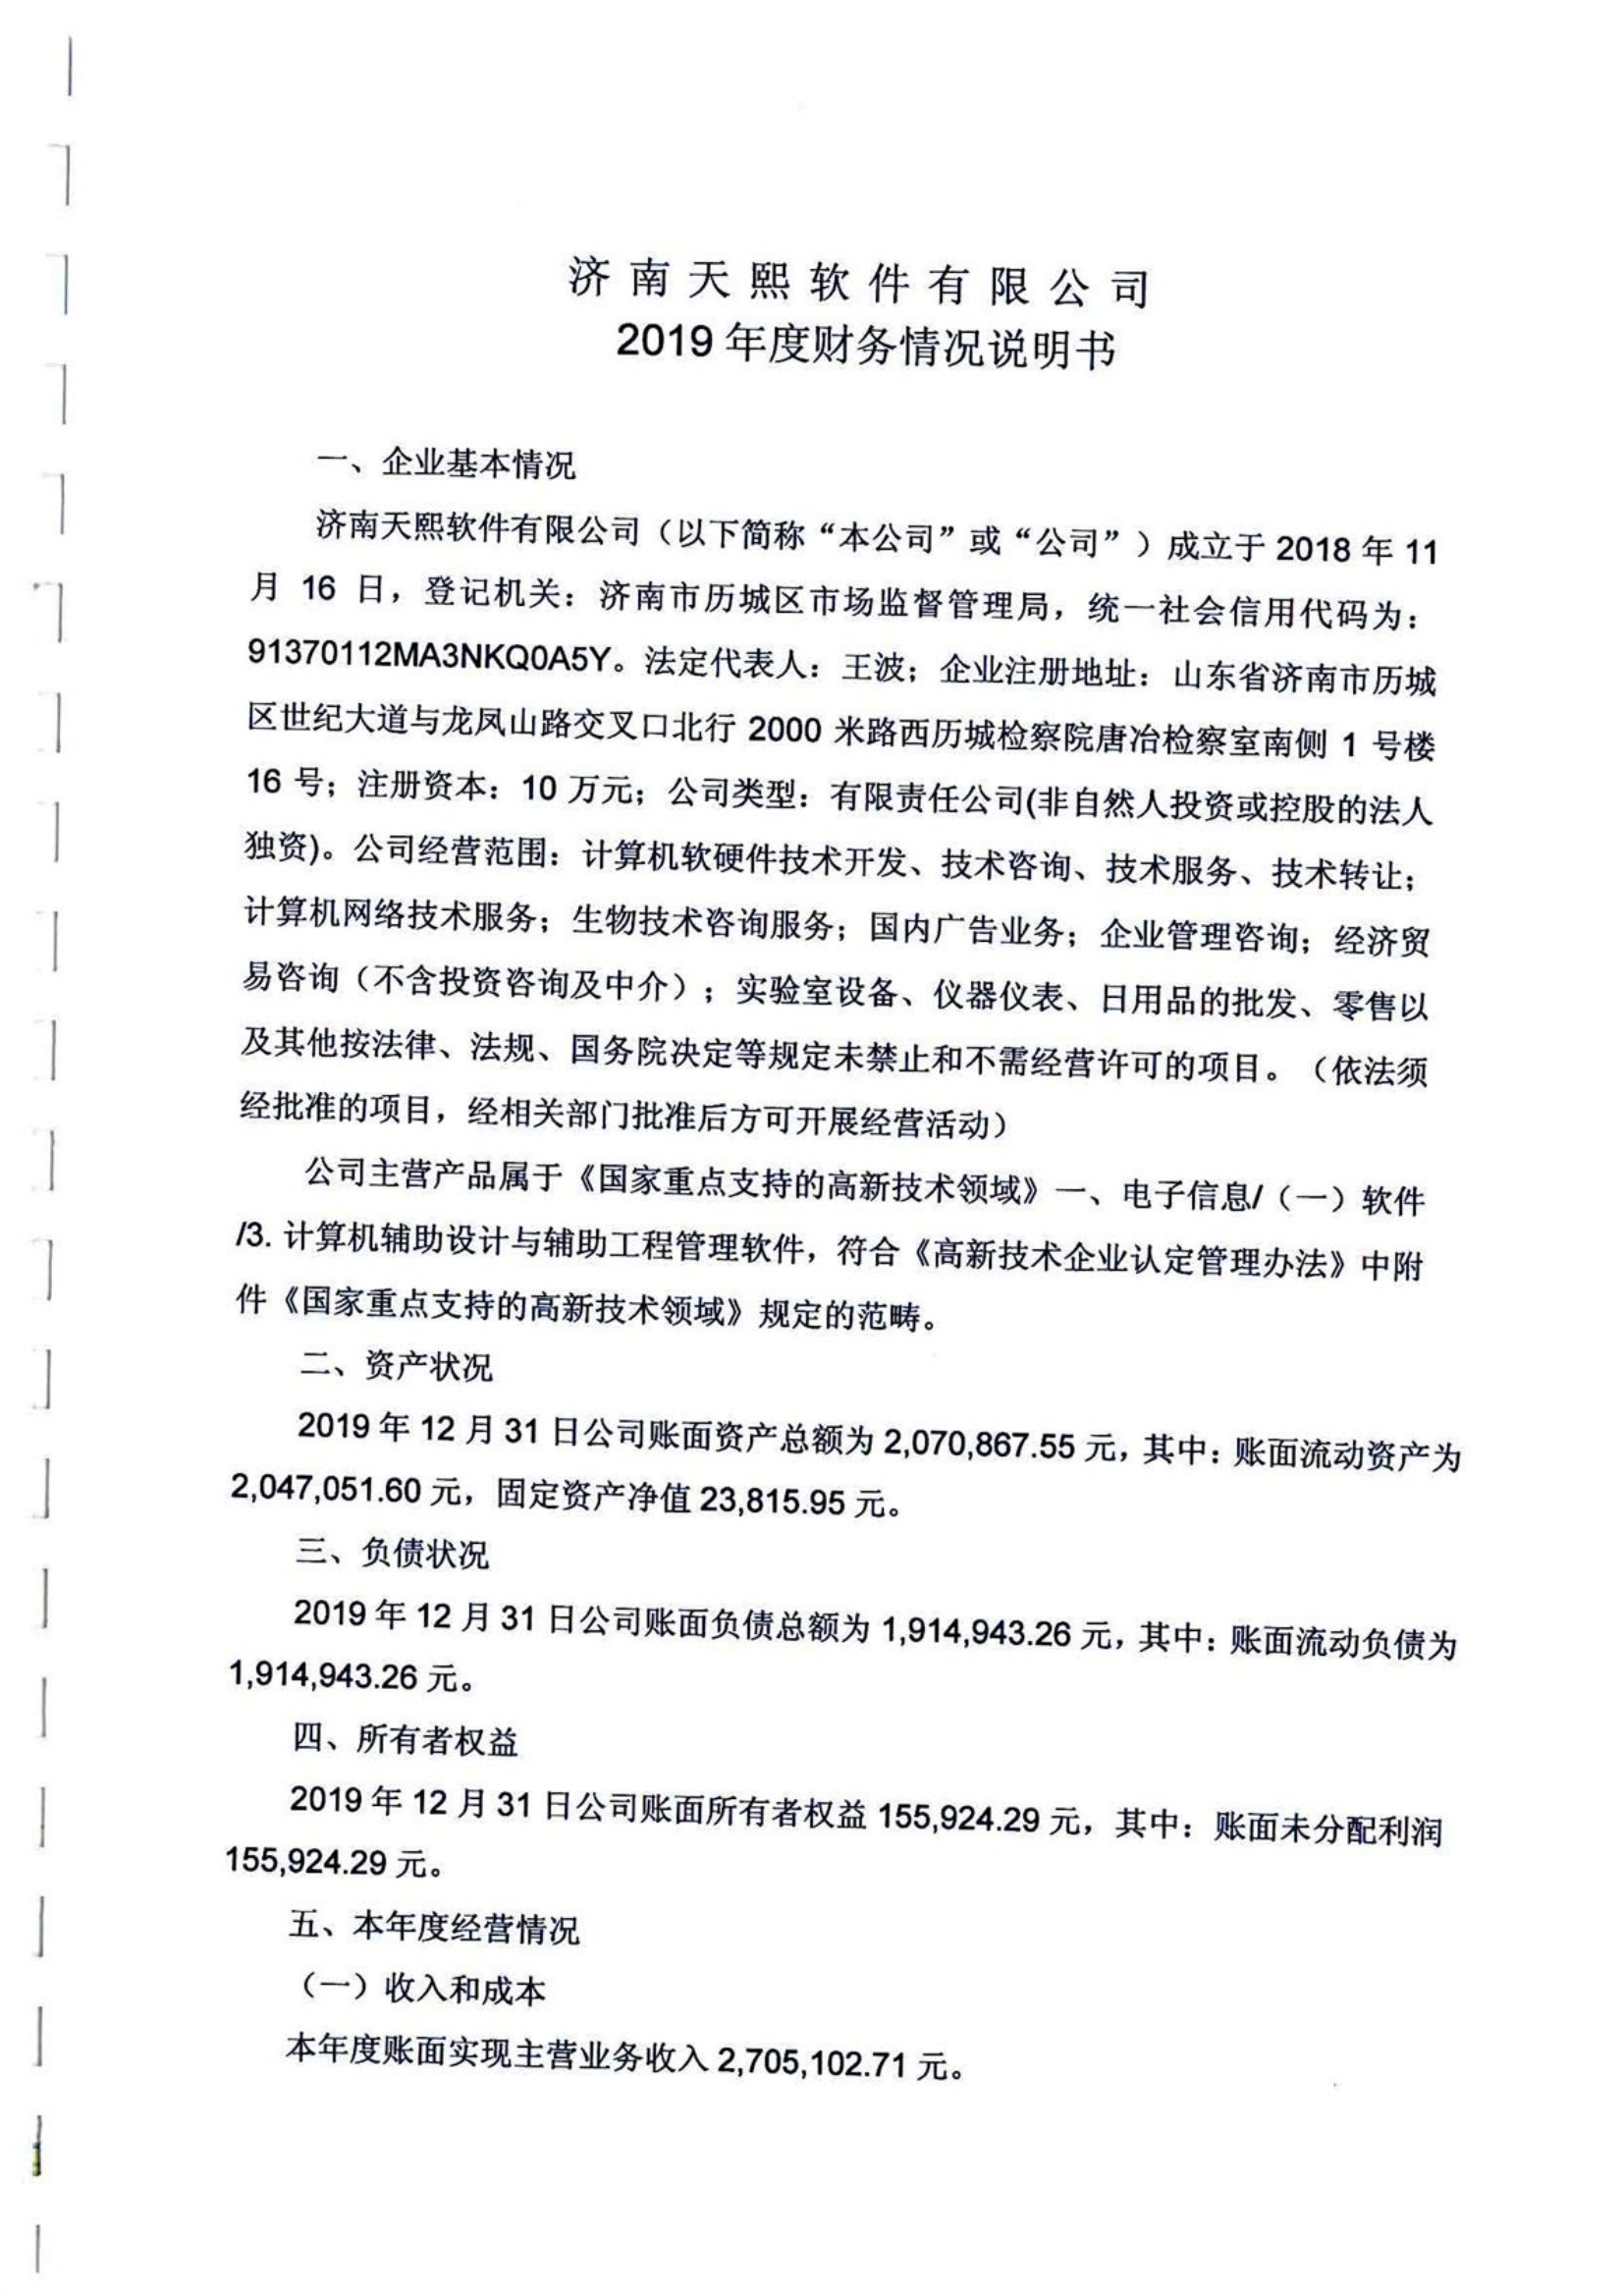 济南天熙软件有限公司
2019 年度财务情况说明书
一、企业基本情况
济南天熙软件有限公司（以下简称“本公司”或“公司”）成立于 2018 年 11
月 16 日，登记机关：济南市历城区市场监督管理局，统一社会信用代码为：
91370112MA3NKQ0A5Y。法定代表人：王波；企业注册地址：山东省济南市历城
区世纪大道与龙凤山路交叉口北行 2000 米路西历城检察院唐冶检察室南侧 1 号楼
16 号；注册资本：10 万元；公司类型：有限责任公司(非自然人投资或控股的法人
独资)。公司经营范围：计算机软硬件技术开发、技术咨询、技术服务、技术转让；
计算机网络技术服务；生物技术咨询服务；国内广告业务；企业管理咨询；经济贸
易咨询（不含投资咨询及中介）；实验室设备、仪器仪表、日用品的批发、零售以
及其他按法律、法规、国务院决定等规定未禁止和不需经营许可的项目。（依法须
经批准的项目，经相关部门批准后方可开展经营活动）
公司主营产品属于《国家重点支持的高新技术领域》一、电子信息/（一）软件
/3. 计算机辅助设计与辅助工程管理软件，符合《高新技术企业认定管理办法》中附
件《国家重点支持的高新技术领域》规定的范畴。
二、资产状况
2019 年 12 月 31 日公司账面资产总额为 2,070,867.55 元，其中：账面流动资产为
2,047,051.60 元，固定资产净值 23,815.95 元。
三、负债状况
2019 年 12 月 31 日公司账面负债总额为 1,914,943.26 元，其中：账面流动负债为
1,914,943.26 元。
四、所有者权益
2019 年 12 月 31 日公司账面所有者权益 155,924.29 元，其中：账面未分配利润
155,924.29 元。
五、本年度经营情况
（一）收入和成本
本年度账面实现主营业务收入 2,705,102.71 元。